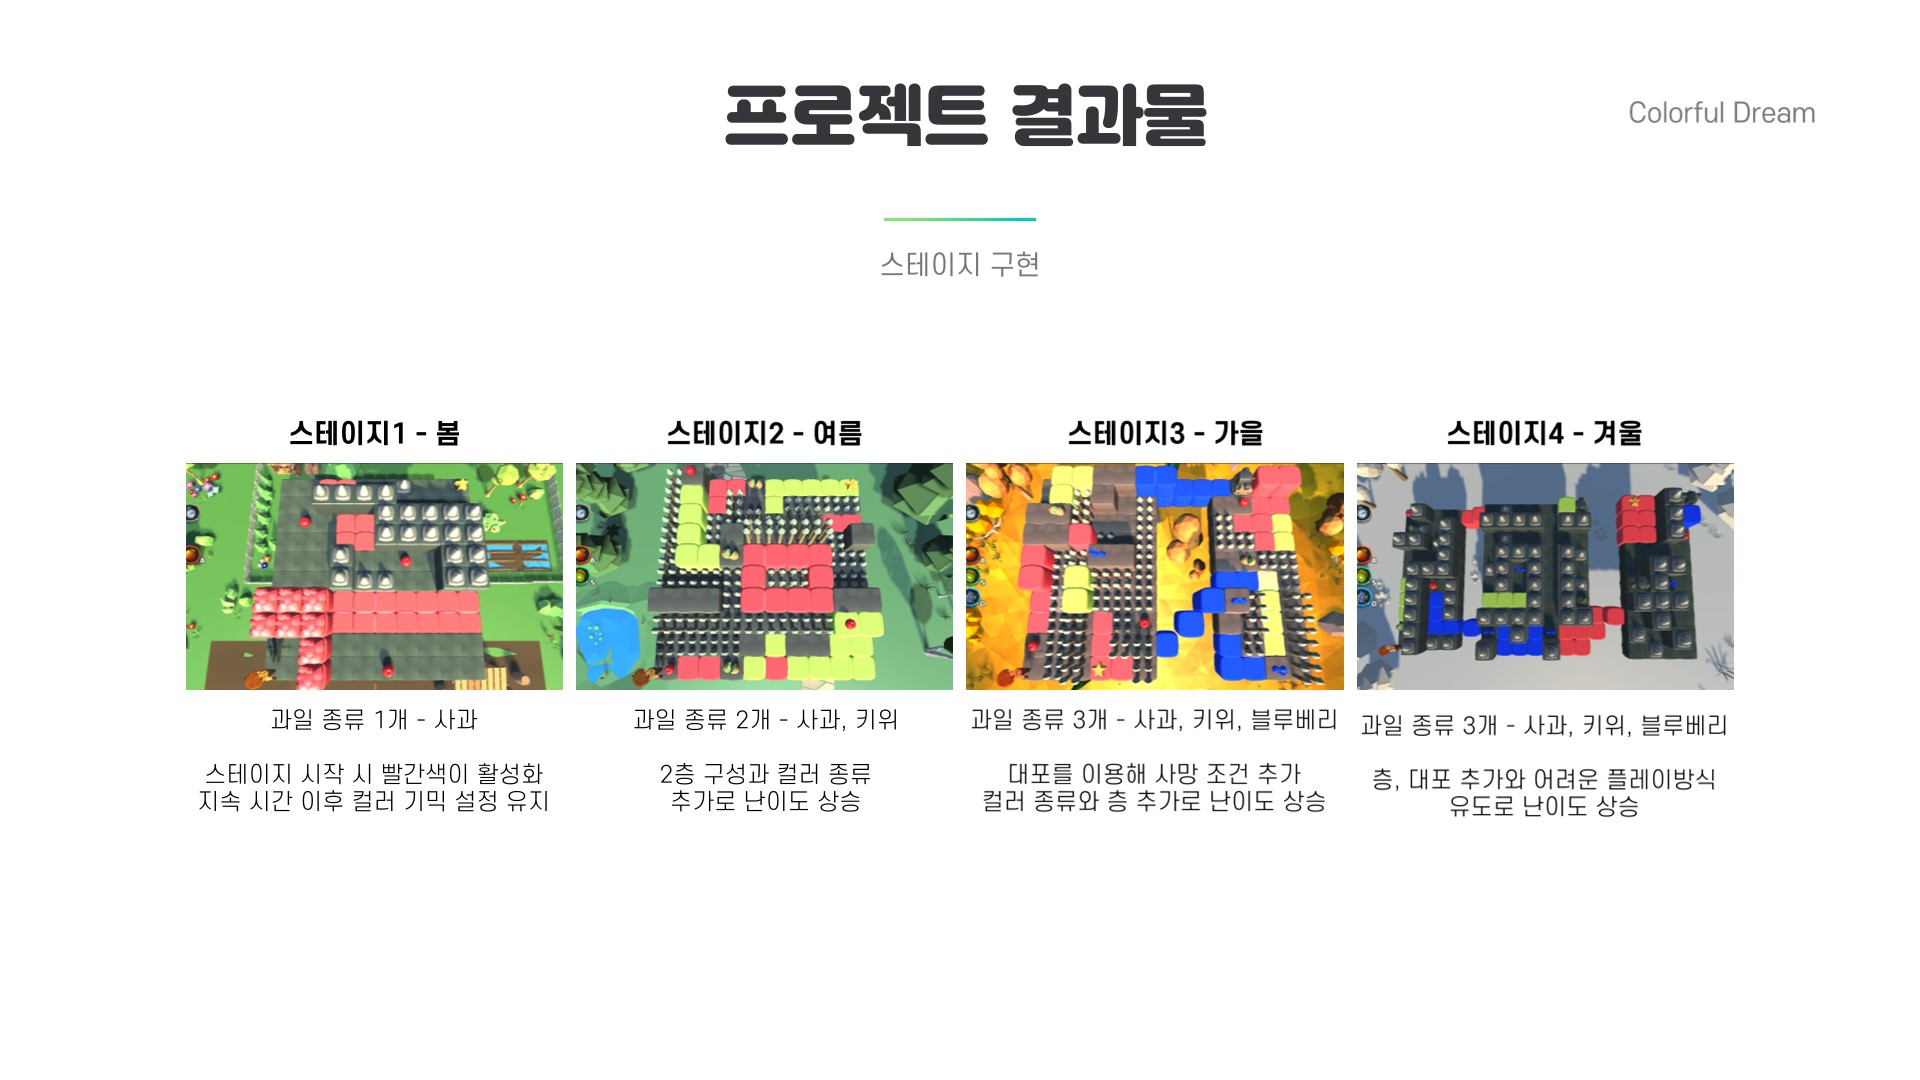 프로젝트 결과물
Colorful Dream
스테이지 구현
스테이지1 - 봄
과일 종류 1개 - 사과
스테이지 시작 시 빨간색이 활성화
지속 시간 이후 컬러 기믹 설정 유지
스테이지2 - 여름
과일 종류 2개 - 사과, 키위
2층 구성과 컬러 종류
추가로 난이도 상승
스테이지3 - 가을
과일 종류 3개 - 사과, 키위, 블루베리
대포를 이용해 사망 조건 추가
컬러 종류와 층 추가로 난이도 상승
스테이지4 - 겨울
과일 종류 3개 - 사과, 키위, 블루베리
층, 대포 추가와 어려운 플레이방식
유도로 난이도 상승